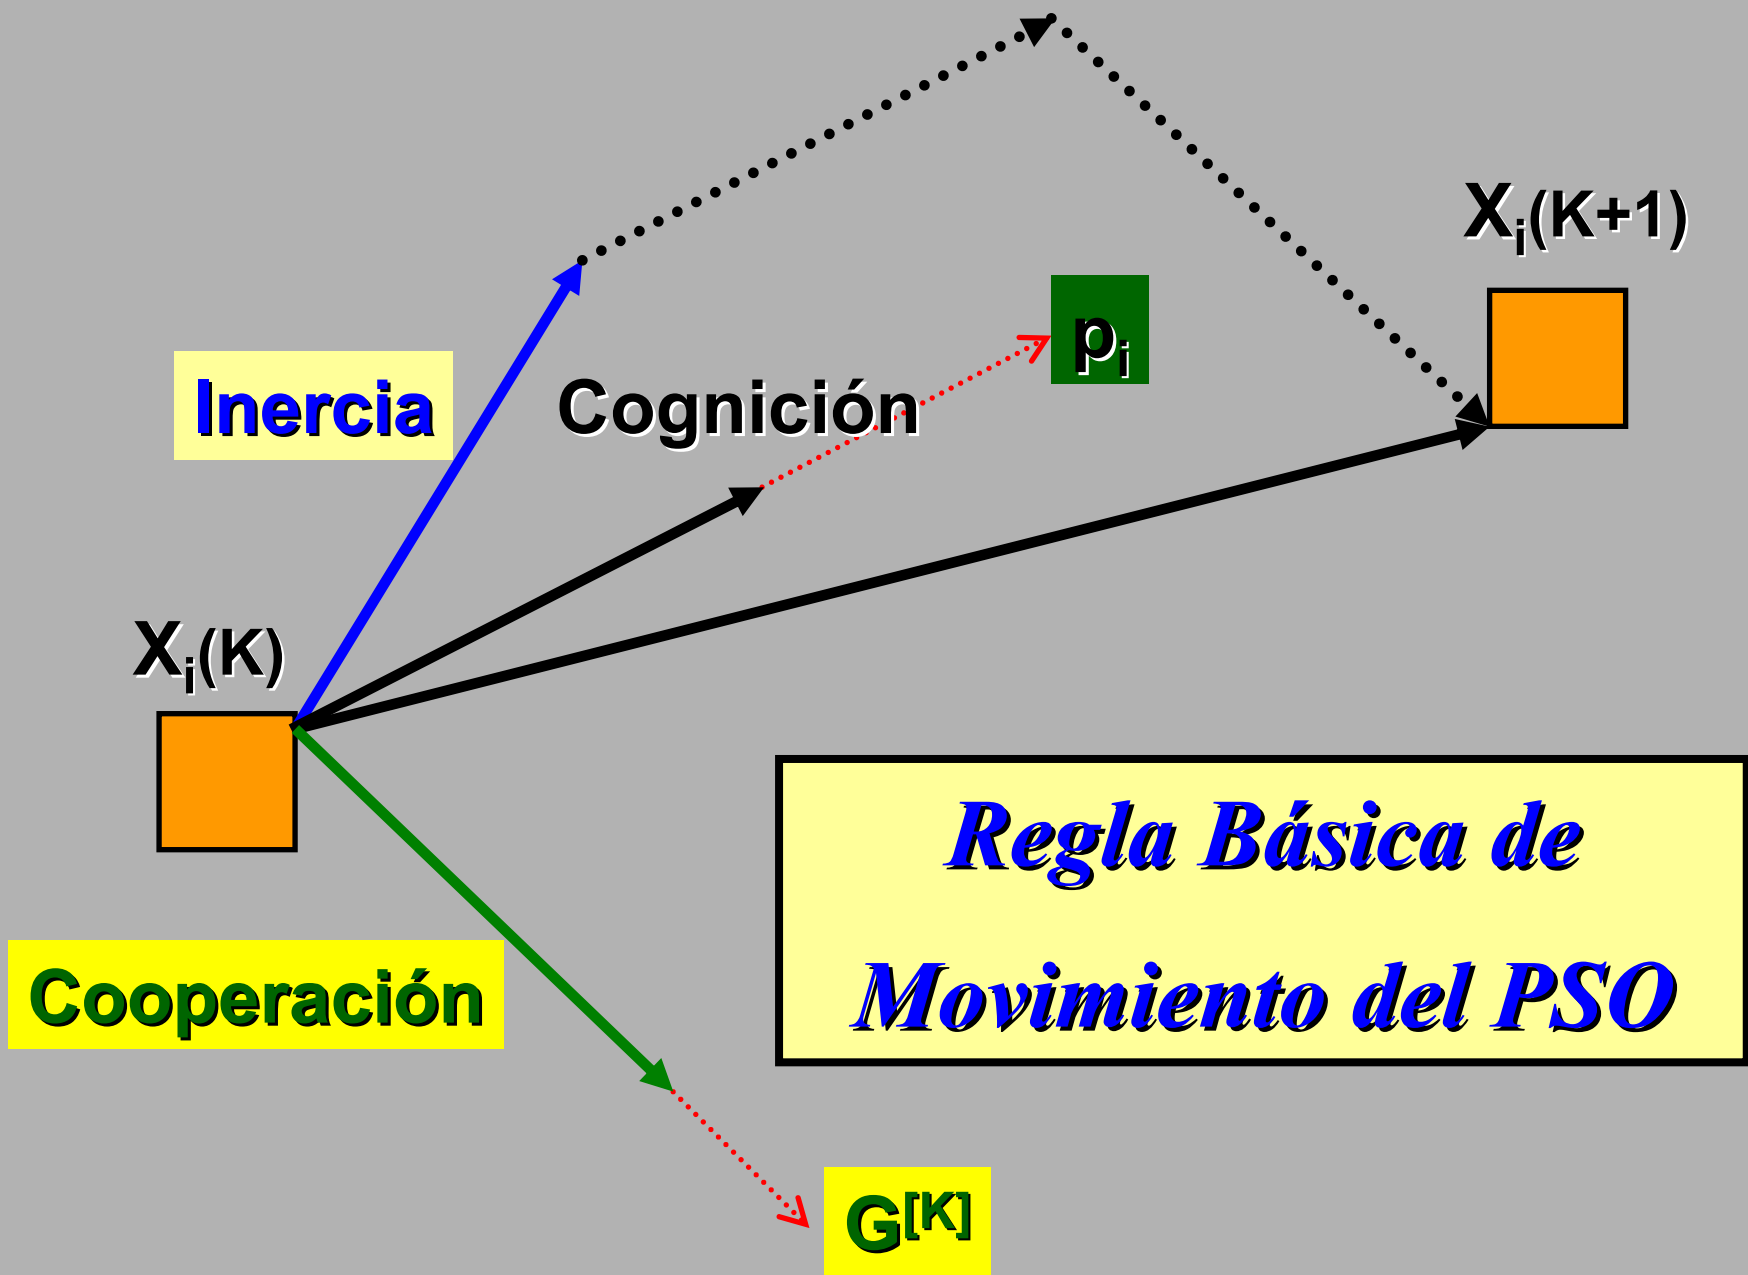 Xi(K+1)
pi
Inercia
Cognición
Xi(K)
Regla Básica de
Movimiento del PSO
Cooperación
G[K]